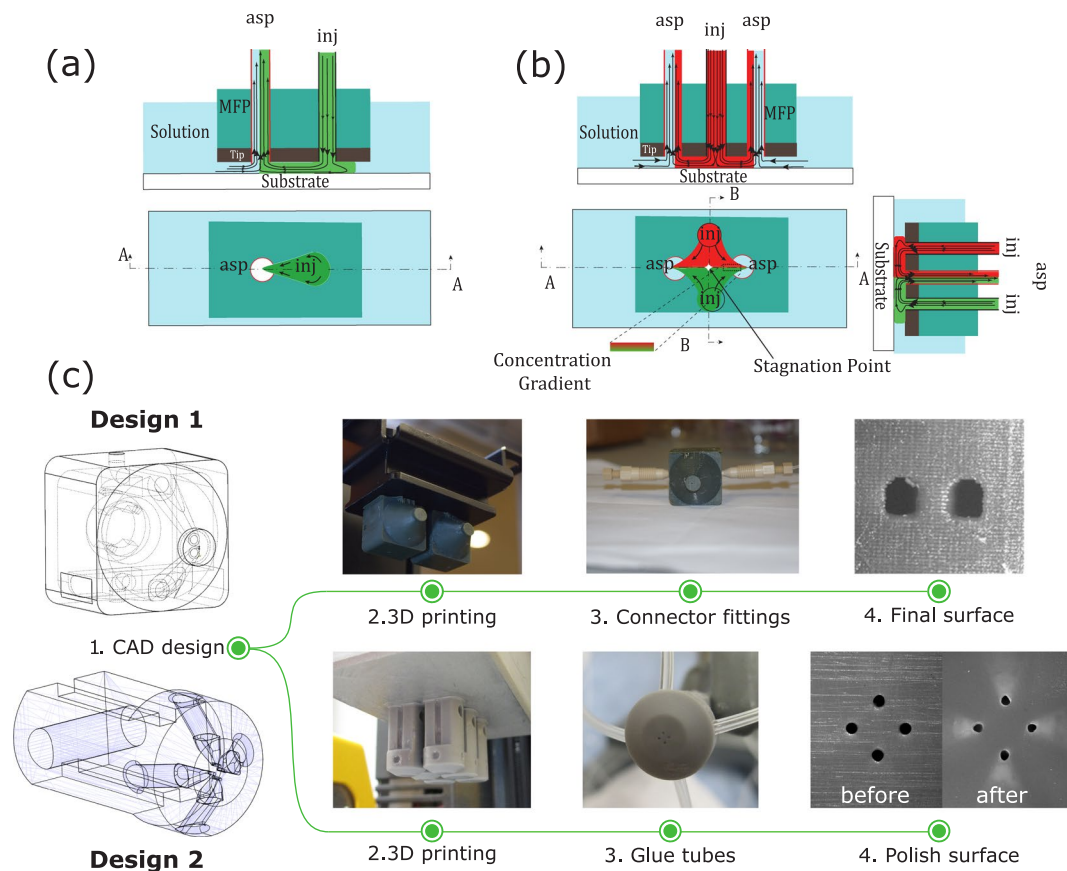 (a)
asp
inj
MFP
Solution
Tip
Substrate
A
asp
inj
A
(b)
asp
inj
asp
Solution
MFP
Tip
Substrate
B
inj
A
asp
asp
A
inj
B
Concentration
Gradient
Stagnation Point
Substrate
inj
asp
inj
(c)
Design 1
1. CAD design
2.3D printing
3. Connector fittings
4. Final surface
before
after
2.3D printing
3. Glue tubes
4. Polish surface
Design 2